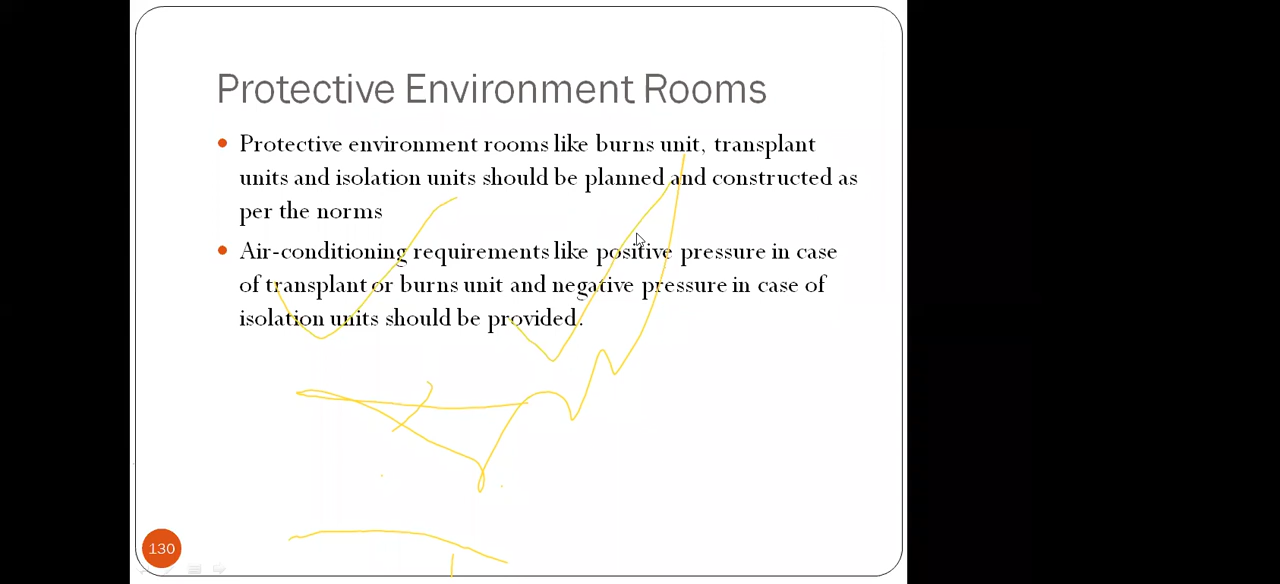 Protective Environment Rooms
Protective environment rooms like burns unit, transplant
units and isolation units should be planned and constructed as
per the norms
Air-conditioning requirements like positive pressure in case
of transplant or burns unit and negative pressure in case of
isolation units should be provided.
130